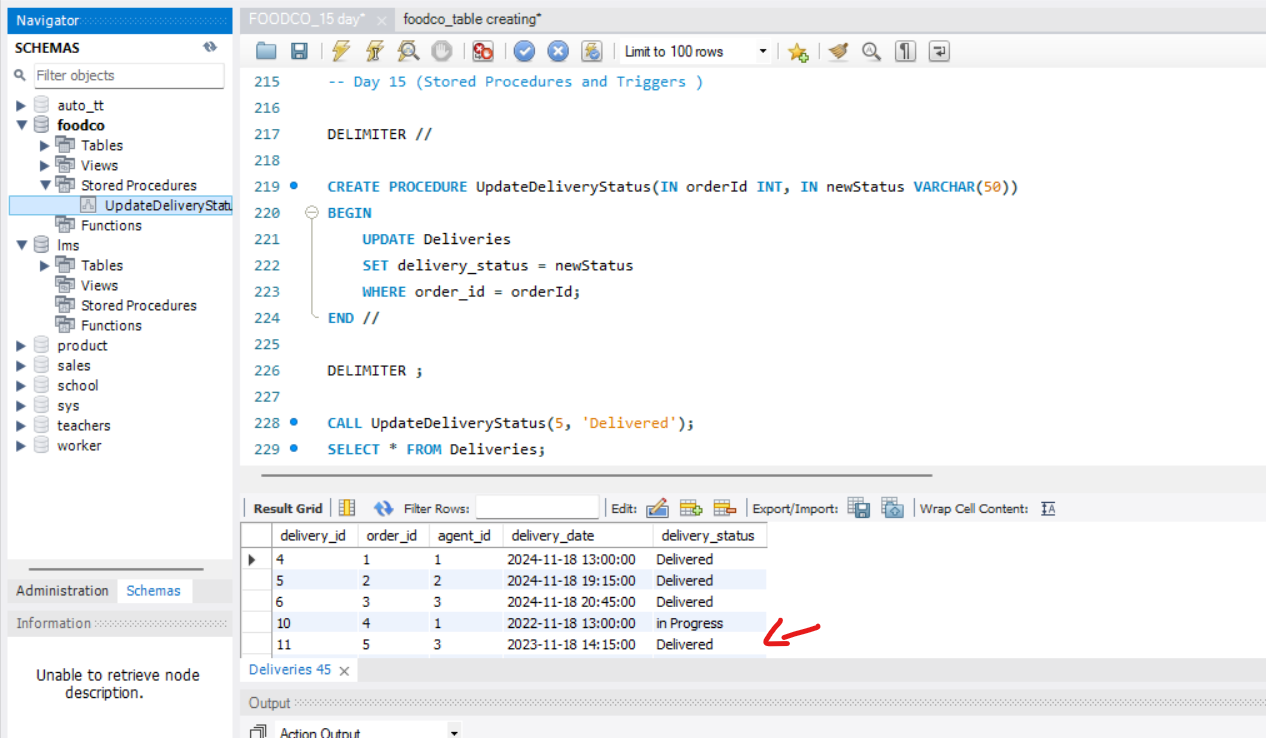 Navigator
SCHEMAS
Filter objects
auto_tt
foodco
Tables
Views
Stored Procedures
UpdateDeliveryStatu
Functions
lms
Tables
Views
Stored Procedures
Functions
product
sales
school
sys
teachers
worker
Administration Schemas
Information
Unable to retrieve node
description.
FOODCO_15 day* foodco_table creating*
Limit to 100 rows
215 -- Day 15 (Stored Procedures and Triggers )
216
217 DELIMITER //
218
219 CREATE PROCEDURE UpdateDeliveryStatus(IN orderId INT, IN newStatus VARCHAR(50))
220 BEGIN
221 UPDATE Deliveries
222 SET delivery_status = newStatus
223 WHERE order_id = orderId;
224 END //
225
226 DELIMITER ;
227
228 CALL UpdateDeliveryStatus(5, 'Delivered');
229 SELECT * FROM Deliveries;
Result Grid Filter Rows: Edit: Export/Import: Wrap Cell Content:
delivery_id order_id agent_id delivery_date delivery_status
4 1 1 2024-11-18 13:00:00 Delivered
5 2 2 2024-11-18 19:15:00 Delivered
6 3 3 2024-11-18 20:45:00 Delivered
10 4 1 2022-11-18 13:00:00 in Progress
11 5 3 2023-11-18 14:15:00 Delivered
Deliveries 45
Output
Action Output